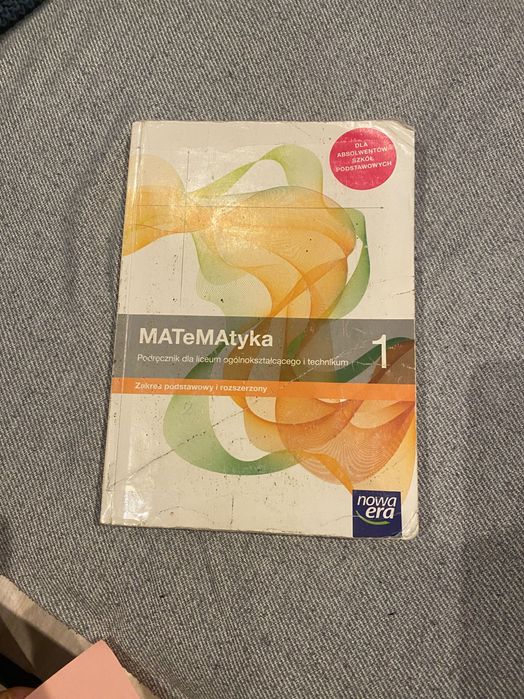 DLA
ABSOLWENTÓW
SZKÓŁ
PODSTAWOWYCH
MATeMAtyka
1
Podręcznik dla liceum ogólnokształcącego i technikum
Zakres podstawowy i rozszerzony
nowa
era